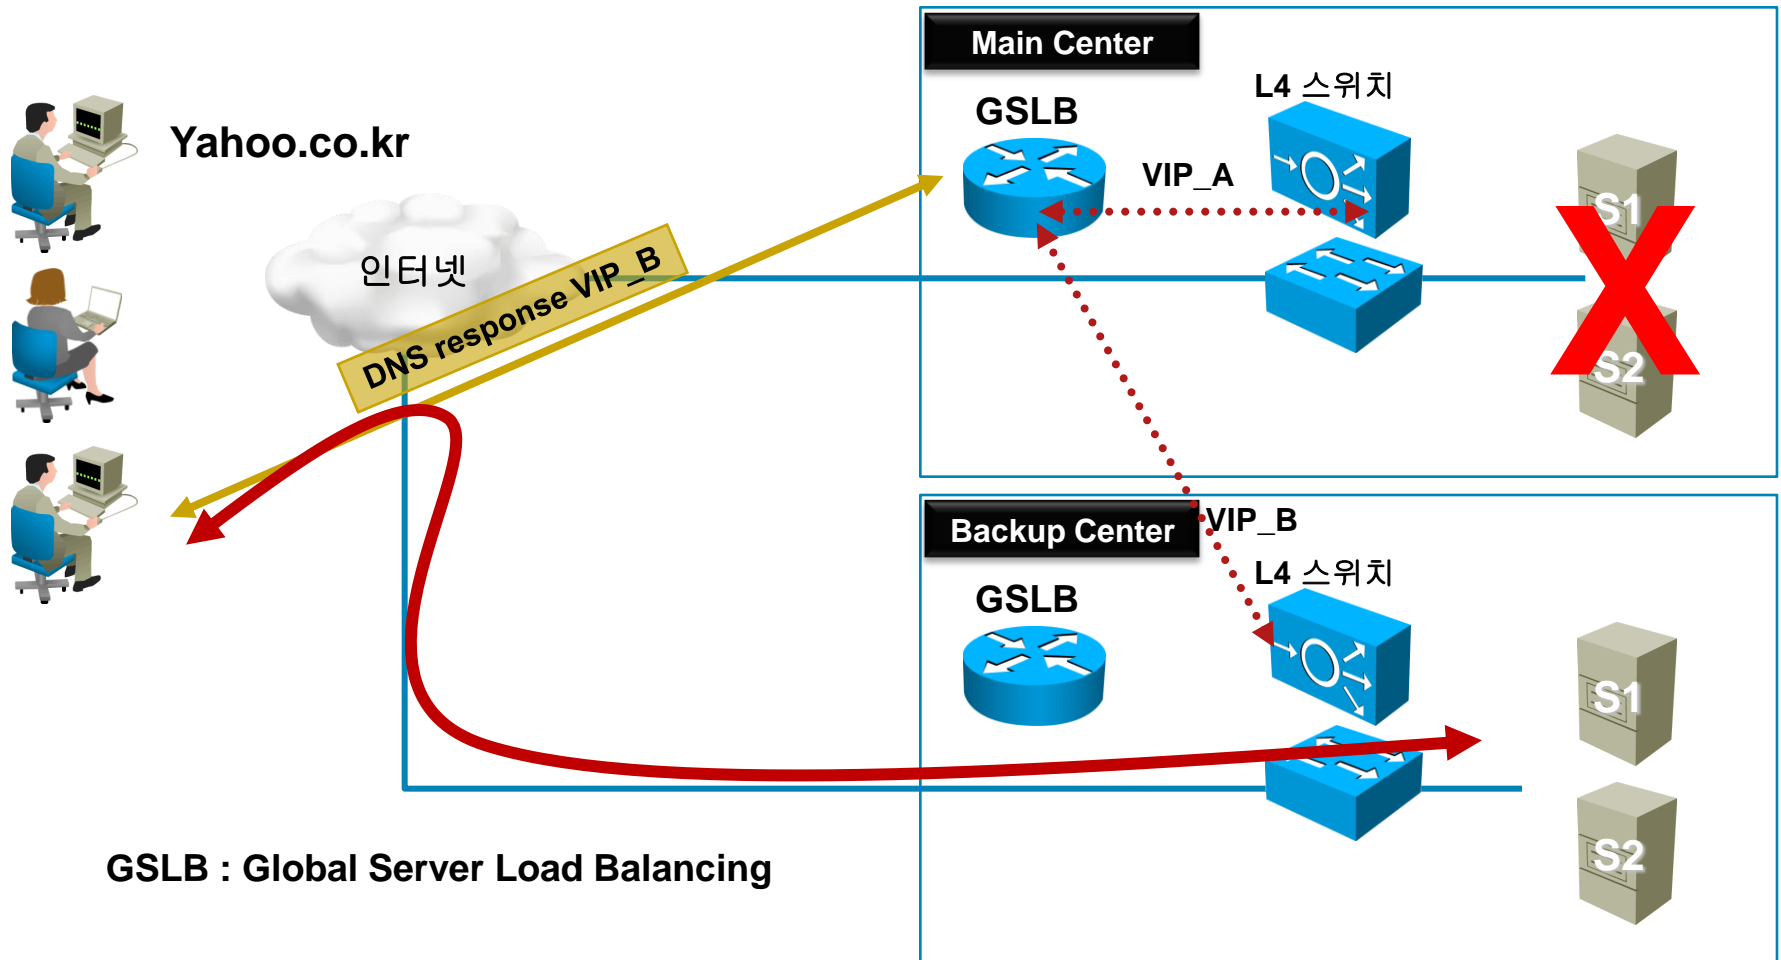 Main Center
L4 스위치
GSLB
Yahoo.co.kr
VIP_A
S1
인터넷
DNS response VIP_B
S2
Backup Center
VIP_B
L4 스위치
GSLB
S1
S2
GSLB : Global Server Load Balancing